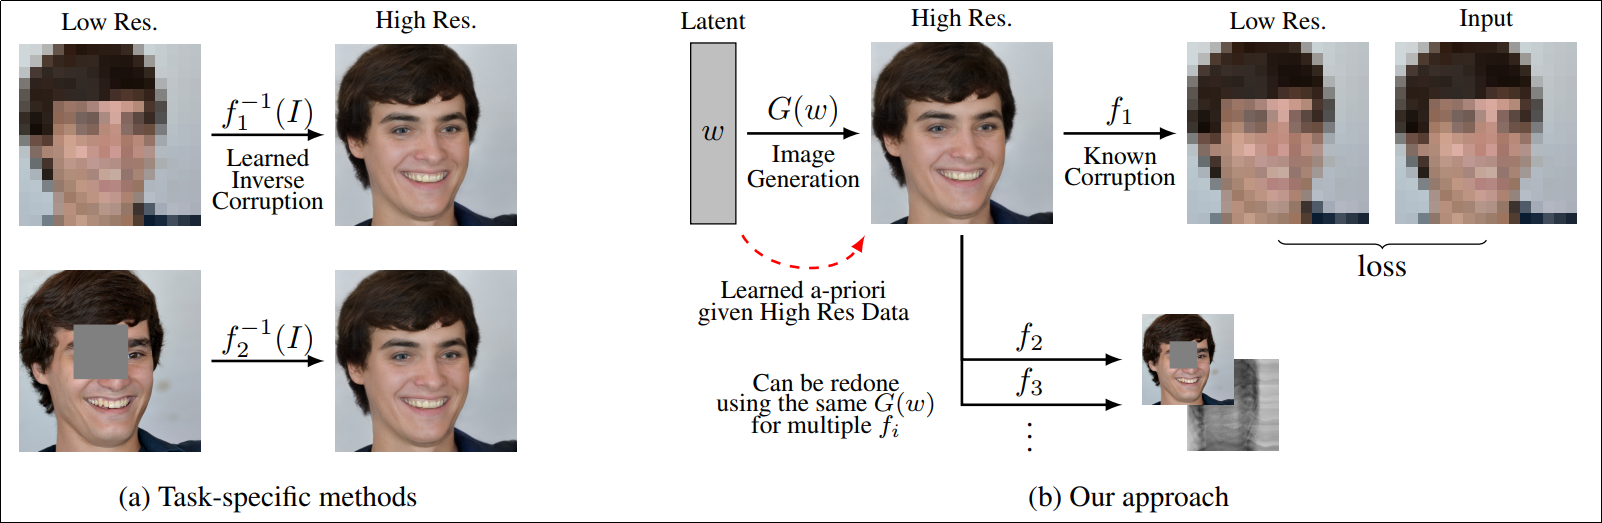 Low Res.
High Res.
f_1^{-1}(I)
Learned
Inverse
Corruption
f_2^{-1}(I)
(a) Task-specific methods
Latent
High Res.
Low Res.
Input
w
G(w)
Image
Generation
f_1
Known
Corruption
loss
Learned a-priori
given High Res Data
f_2
f_3
⋮
Can be redone
using the same G(w)
for multiple f_i
(b) Our approach